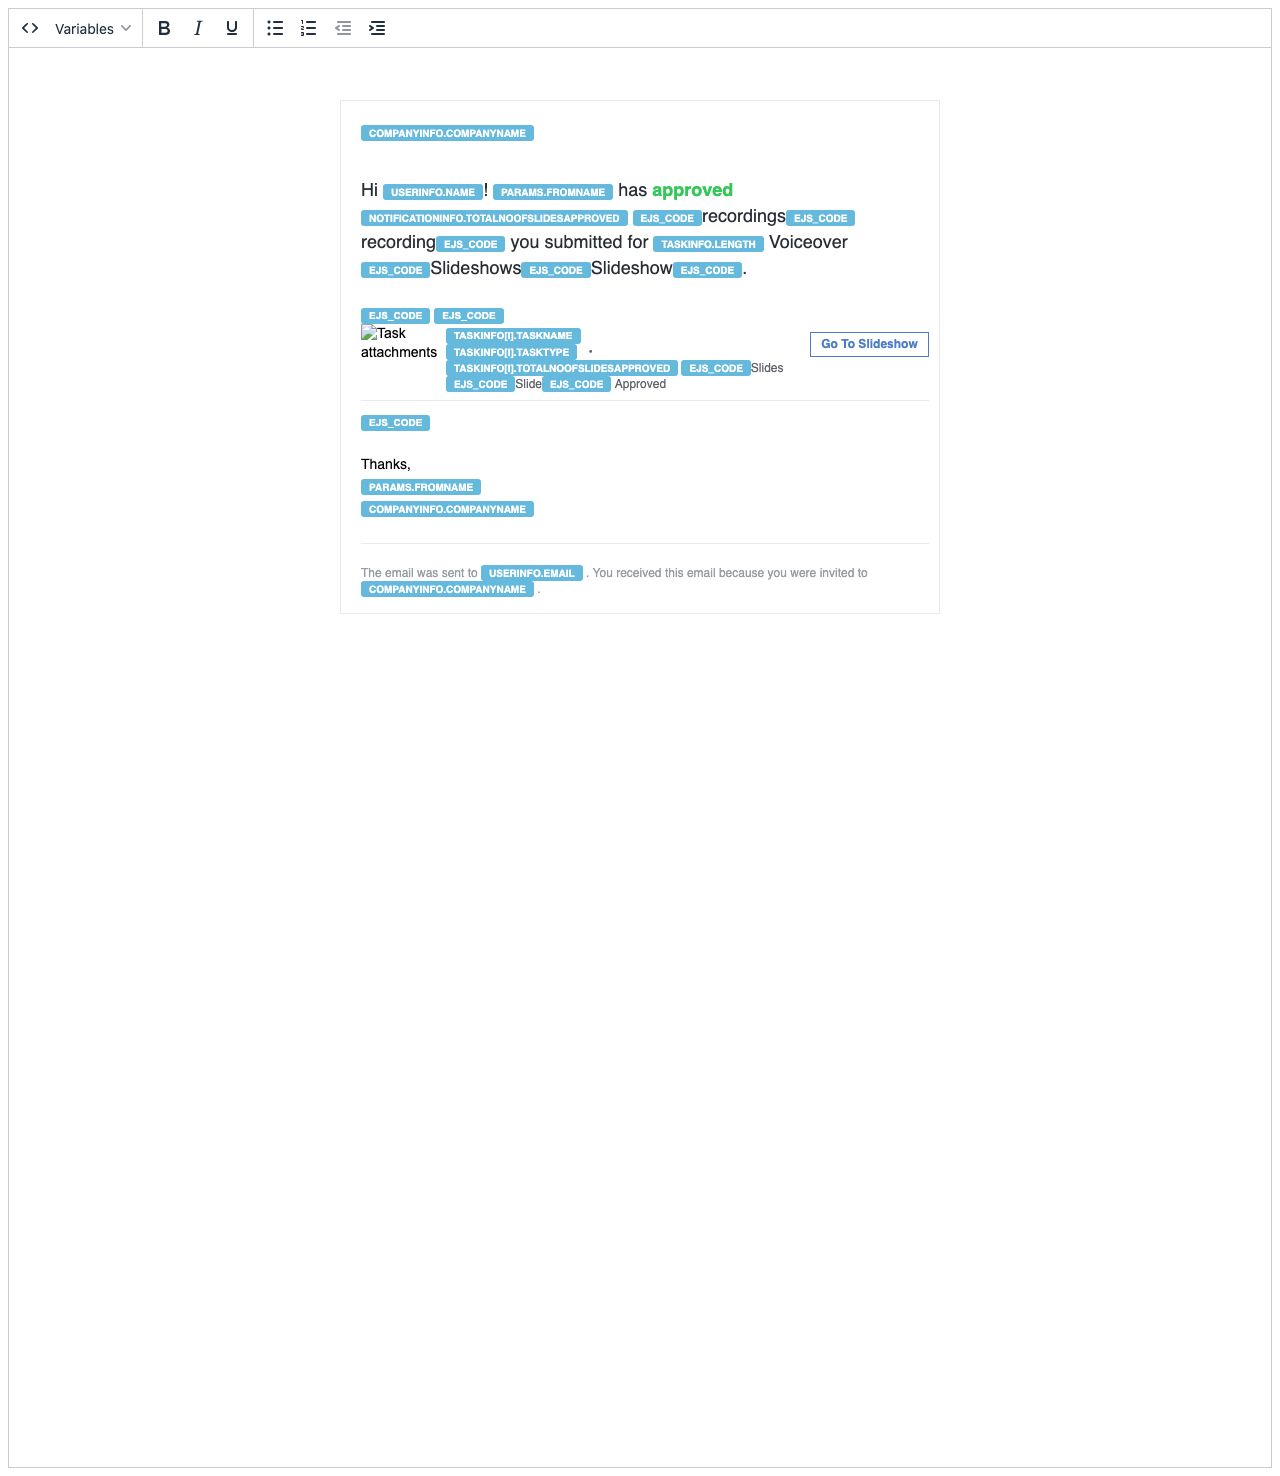 Variables
COMPANYINFO.COMPANYNAME
Hi USERINFO.NAME! PARAMS.FROMNAME has approved
NOTIFICATIONINFO.TOTALNOOFSLIDESAPPROVED EJS_CODE recordings EJS_CODE
recording EJS_CODE you submitted for TASKINFO.LENGTH Voiceover
EJS_CODE Slideshows EJS_CODE Slideshow EJS_CODE.
EJS_CODE EJS_CODE
Task attachments
TASKINFO[I].TASKNAME
TASKINFO[I].TASKTYPE •
TASKINFO[I].TOTALNOOFSLIDESAPPROVED EJS_CODE Slides
EJS_CODE Slide EJS_CODE Approved
Go To Slideshow
EJS_CODE
Thanks,
PARAMS.FROMNAME
COMPANYINFO.COMPANYNAME
The email was sent to USERINFO.EMAIL . You received this email because you were invited to
COMPANYINFO.COMPANYNAME .